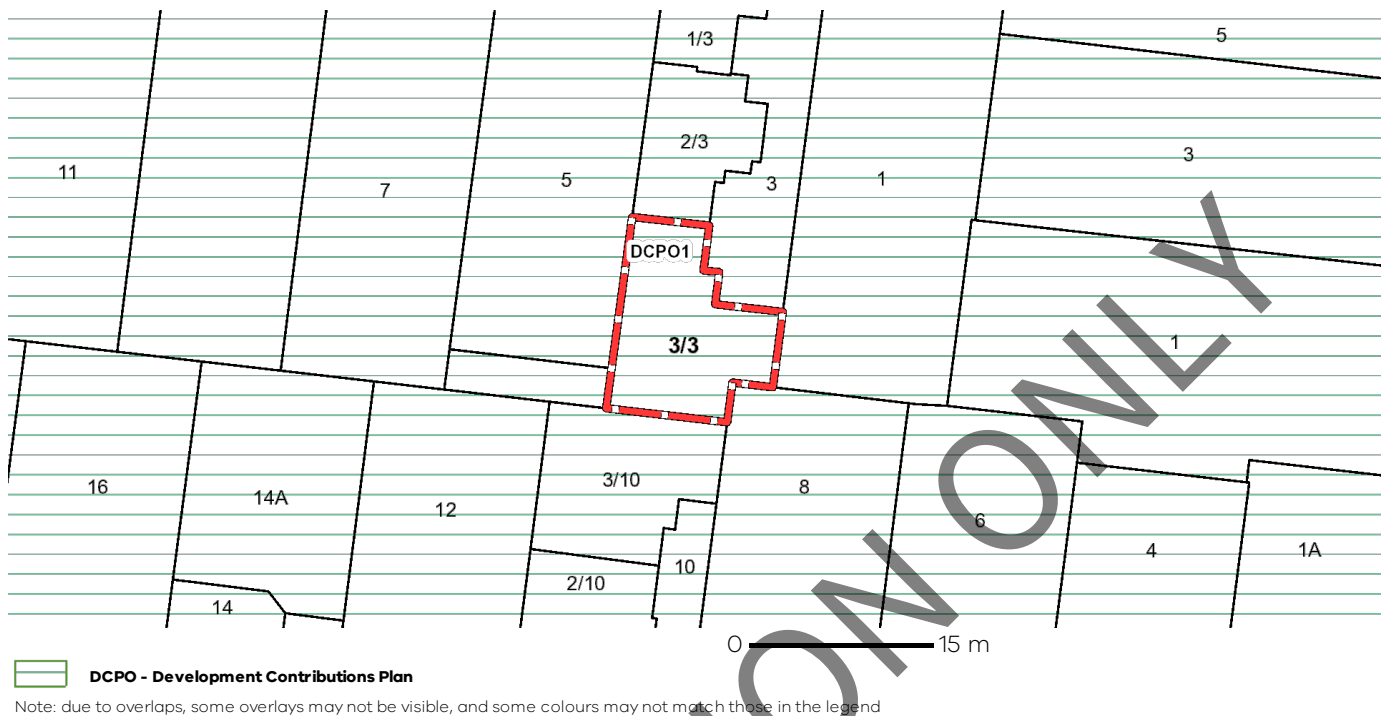 1/3
5
2/3
3
11
7
5
3
1
DCPO1
3/3
1
16
14A
12
3/10
8
6
4
1A
10
2/10
14
0 15 m
ON ONLY
DCPO - Development Contributions Plan
Note: due to overlaps, some overlays may not be visible, and some colours may not match those in the legend